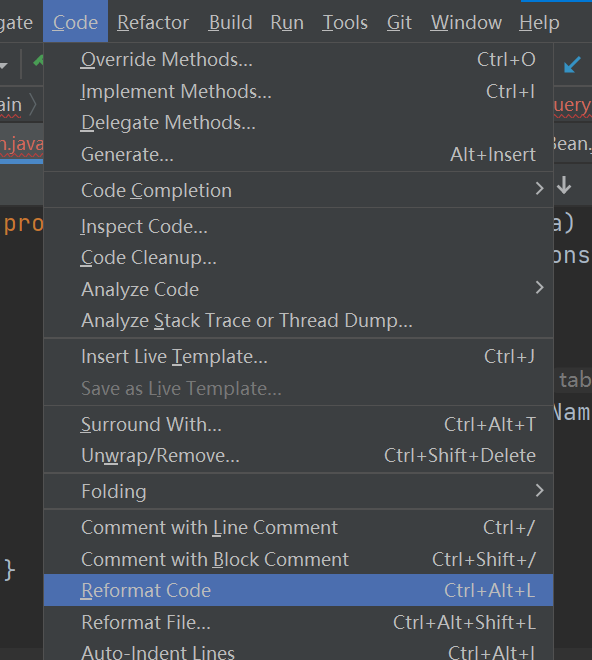 gate Code Refactor Build Run Tools Git Window Help
Override Methods... Ctrl+O
ain Implement Methods... Ctrl+I uery
Delegate Methods...
n.java Generate... Alt+Insert Bean.j
Code Completion
pro Inspect Code... a)
Code Cleanup... ons
Analyze Code
Analyze Stack Trace or Thread Dump...
Insert Live Template... Ctrl+J
Save as Live Template... tab
Surround With... Ctrl+Alt+T Nam
Unwrap/Remove... Ctrl+Shift+Delete
Folding
Comment with Line Comment Ctrl+/
} Comment with Block Comment Ctrl+Shift+/
Reformat Code Ctrl+Alt+L
Reformat File... Ctrl+Alt+Shift+L
Auto-Indent Lines Ctrl+Alt+I